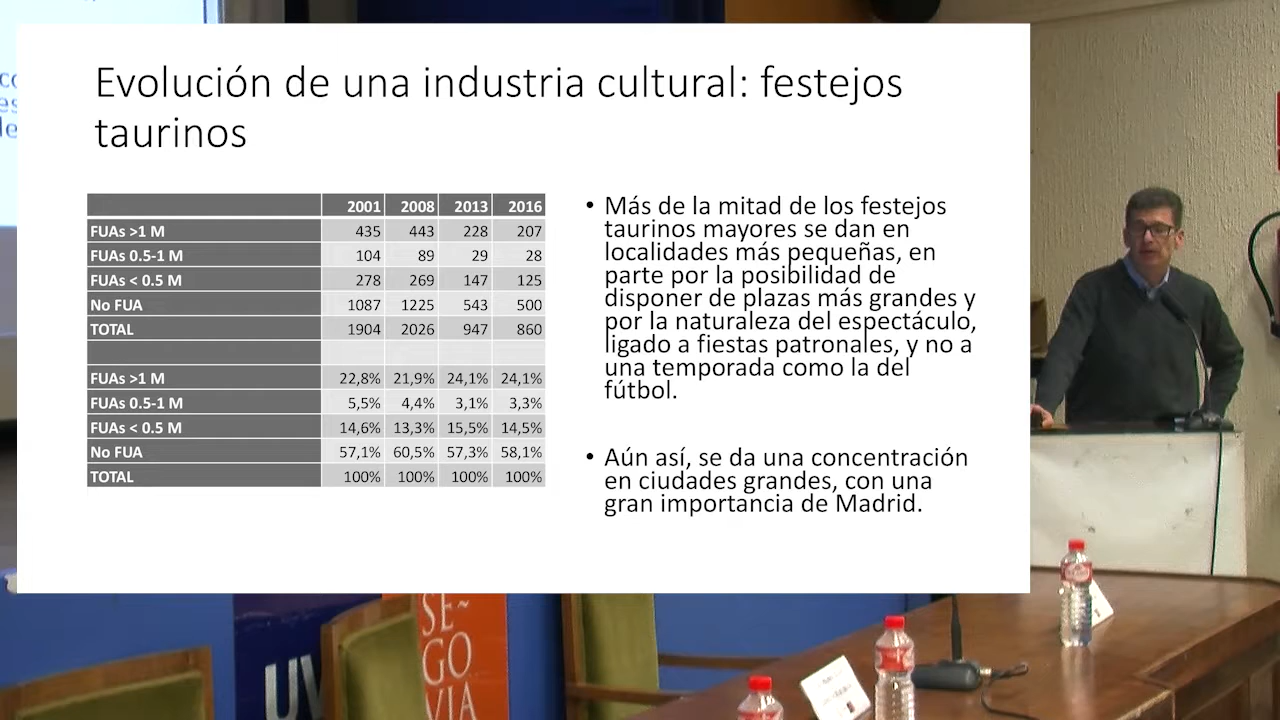 Evolución de una industria cultural: festejos
taurinos
2001 2008 2013 2016
FUAs >1 M 435 443 228 207
FUAs 0.5-1 M 104 89 29 28
FUAs < 0.5 M 278 269 147 125
No FUA 1087 1225 543 500
TOTAL 1904 2026 947 860
FUAs >1 M 22,8% 21,9% 24,1% 24,1%
FUAs 0.5-1 M 5,5% 4,4% 3,1% 3,3%
FUAs < 0.5 M 14,6% 13,3% 15,5% 14,5%
No FUA 57,1% 60,5% 57,3% 58,1%
TOTAL 100% 100% 100% 100%
• Más de la mitad de los festejos
taurinos mayores se dan en
localidades más pequeñas, en
parte por la posibilidad de
disponer de plazas más grandes y
por la naturaleza del espectáculo,
ligado a fiestas patronales, y no a
una temporada como la del
fútbol.
• Aún así, se da una concentración
en ciudades grandes, con una
gran importancia de Madrid.
UV
SE~
GO
VIA